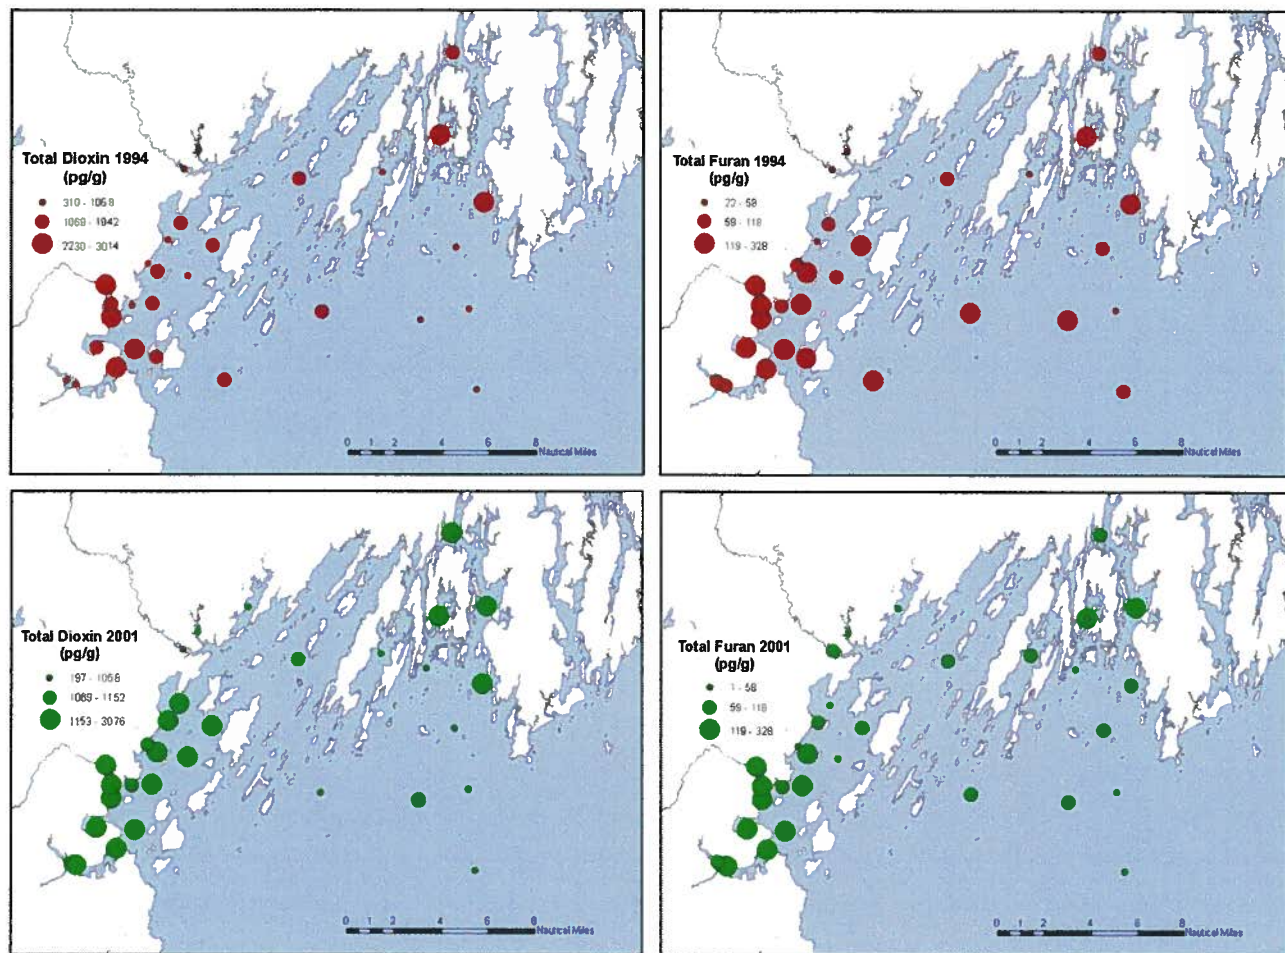 Total Dioxin 1994
(pg/g)
310 - 1068
1069 - 1942
2230 - 3014
0 1 2 4 6 8
Nautical Miles
Total Furan 1994
(pg/g)
22 - 58
59 - 118
119 - 328
0 1 2 4 6 8
Nautical Miles
Total Dioxin 2001
(pg/g)
197 - 1068
1069 - 1152
1153 - 3076
0 1 2 4 6 8
Nautical Miles
Total Furan 2001
(pg/g)
1 - 58
59 - 118
119 - 328
0 1 2 4 6 8
Nautical Miles